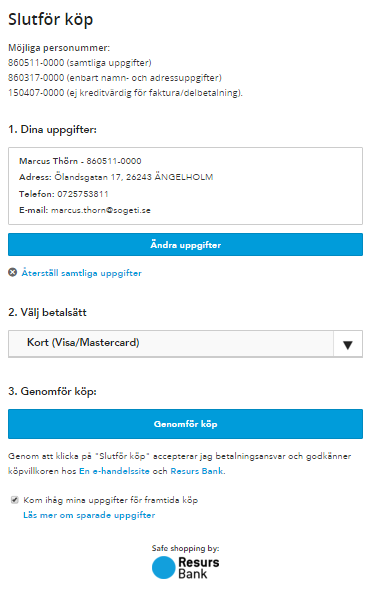 Slutför köp
Möjliga personummer:
860511-0000 (samtliga uppgifter)
860317-0000 (enbart namn- och adressuppgifter)
150407-0000 (ej kreditvärdig för faktura/delbetalning).
1. Dina uppgifter:
Marcus Thörn - 860511-0000
Adress: Ölandsgatan 17, 26243 ÄNGELHOLM
Telefon: 0725753811
E-mail: marcus.thorn@sogeti.se
Ändra uppgifter
Återställ samtliga uppgifter
2. Välj betalsätt
Kort (Visa/Mastercard)
3. Genomför köp:
Genomför köp
Genom att klicka på "Slutför köp" accepterar jag betalningsansvar och godkänner
köpvillkoren hos En e-handelssite och Resurs Bank.
Kom ihåg mina uppgifter för framtida köp
Läs mer om sparade uppgifter
Safe shopping by:
Resurs
Bank